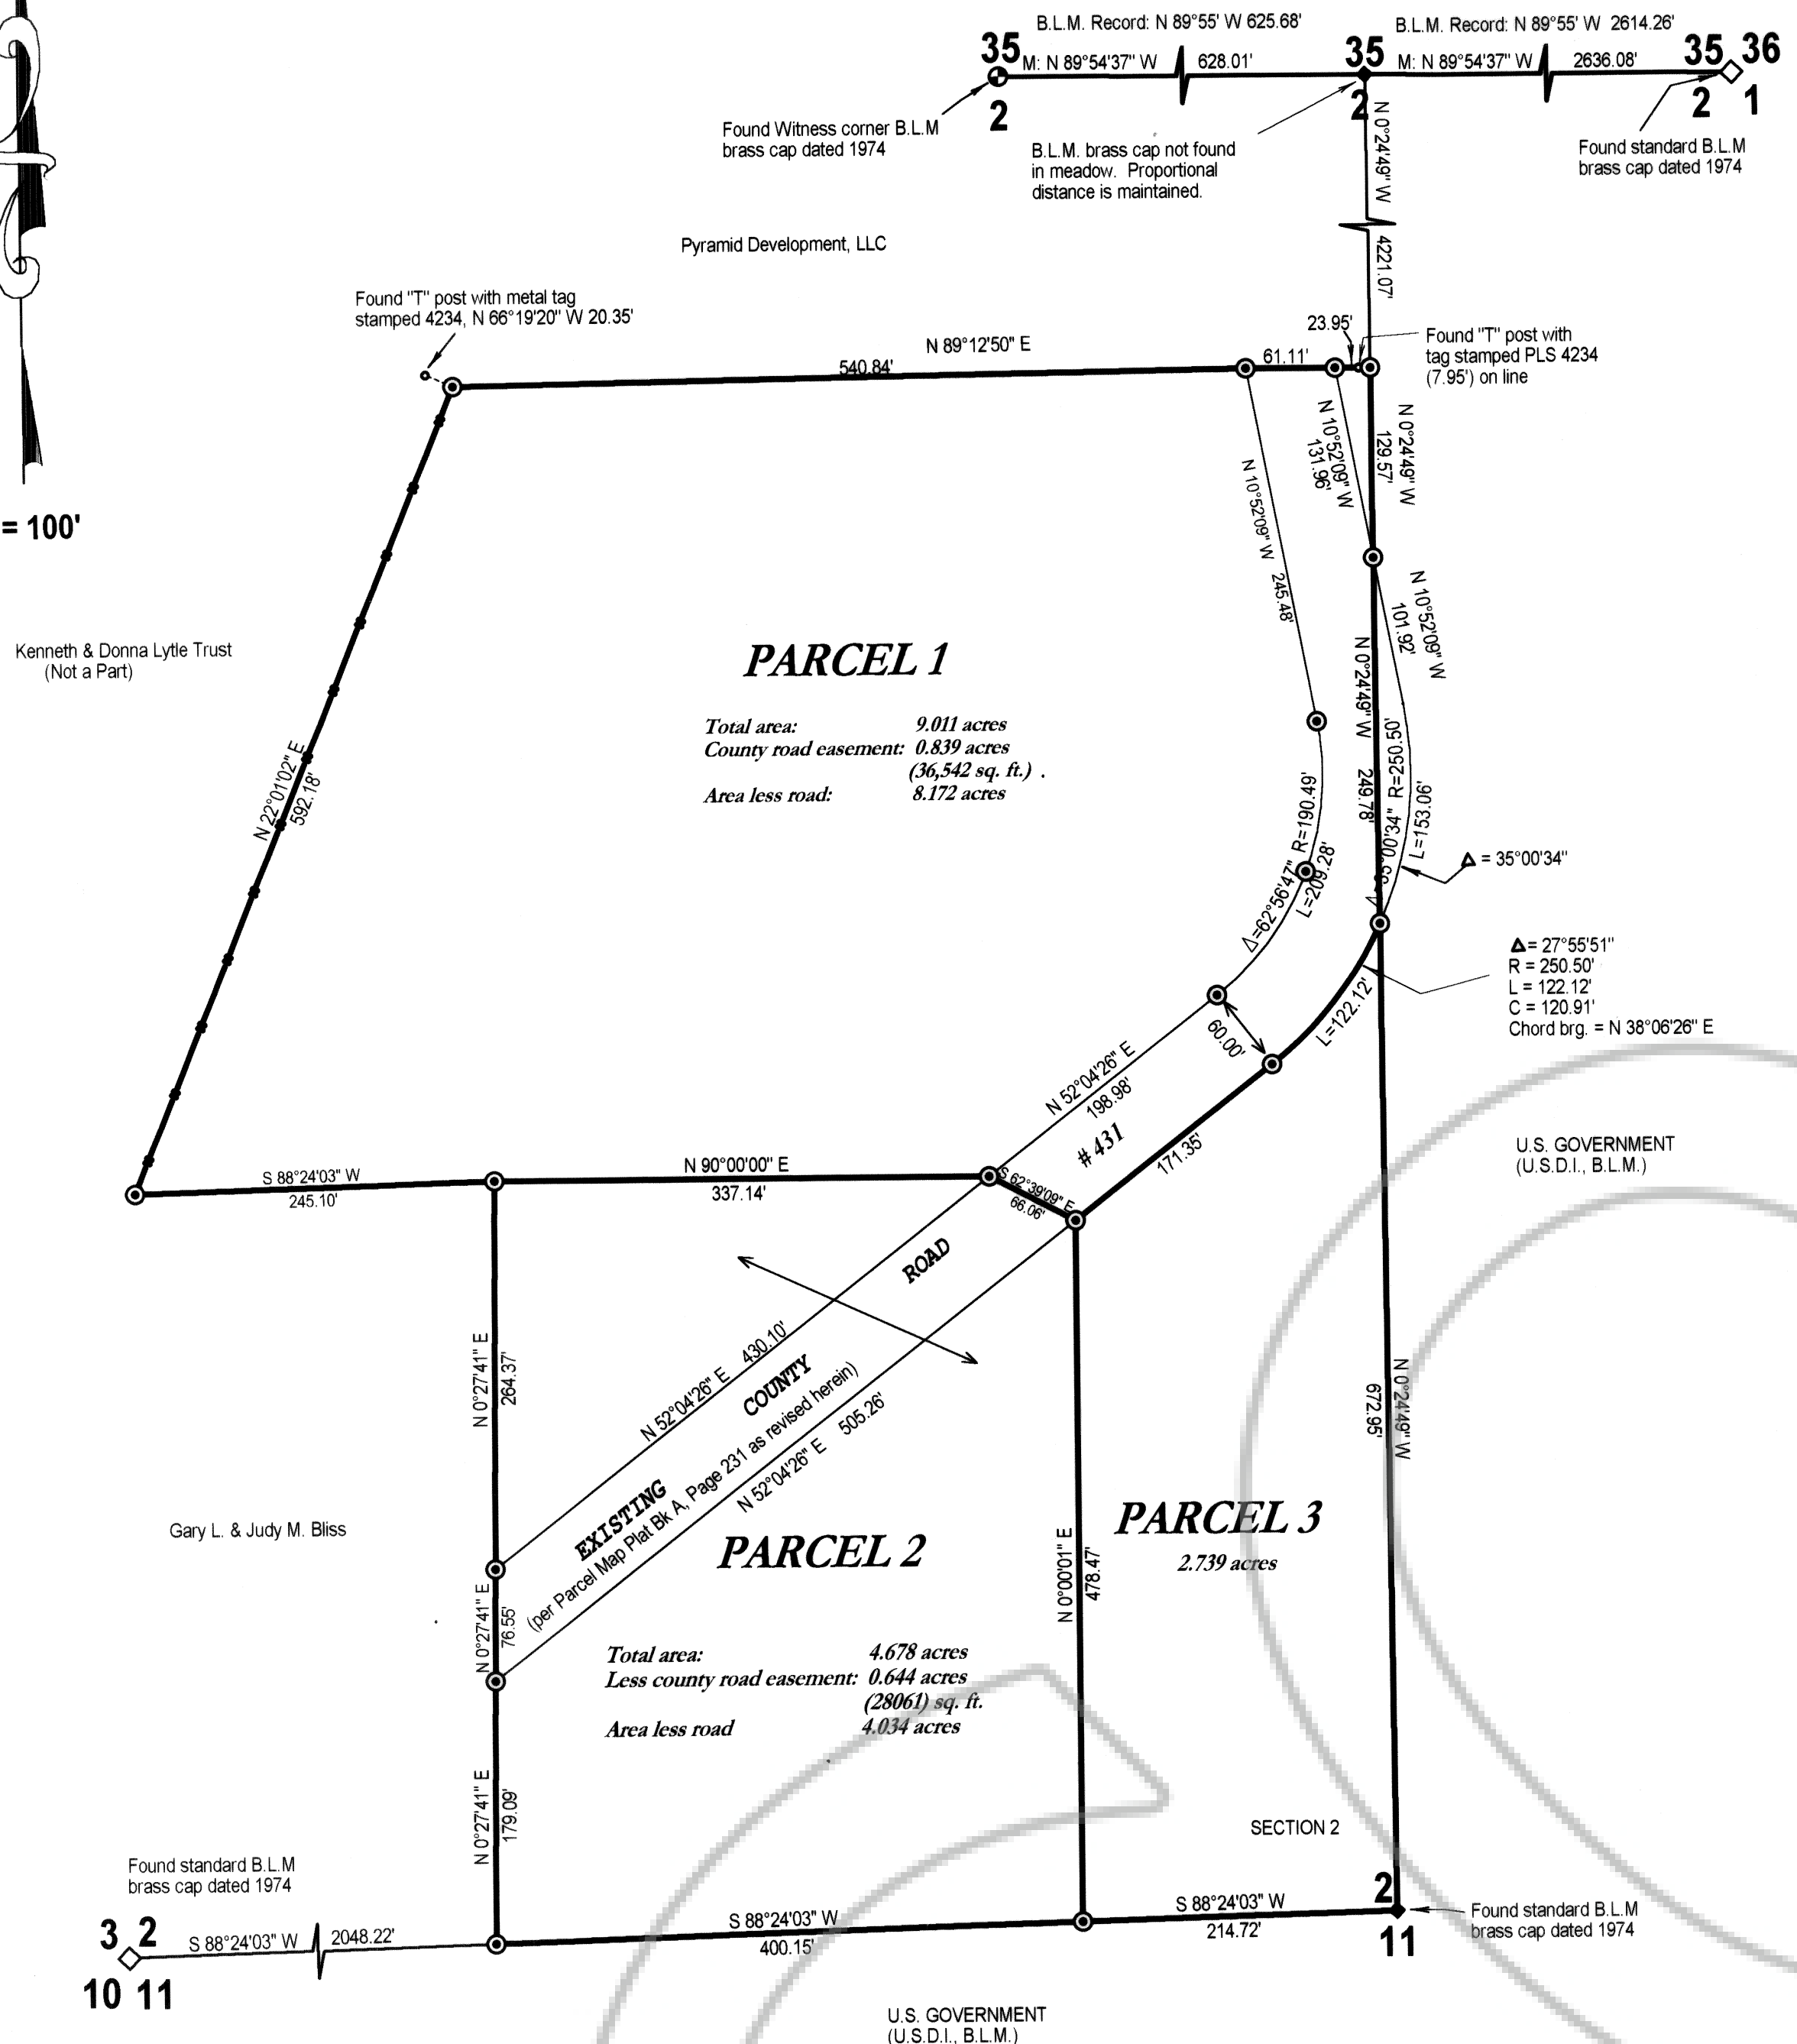 B.L.M. Record: N 89°55' W 625.68'
B.L.M. Record: N 89°55' W 2614.26'
35
M: N 89°54'37" W
628.01'
35
M: N 89°54'37" W
2636.08'
35 36
2
2
2 1
Found Witness corner B.L.M
brass cap dated 1974
B.L.M. brass cap not found
in meadow. Proportional
distance is maintained.
Found standard B.L.M
brass cap dated 1974
N 0°24'49" W
4221.07'
Pyramid Development, LLC
Found "T" post with metal tag
stamped 4234, N 66°19'20" W 20.35'
N 89°12'50" E
540.84'
61.11'
23.95'
Found "T" post with
tag stamped PLS 4234
(7.95') on line
= 100'
N 10°52'09" W
245.48'
N 10°52'09" W
131.96'
N 0°24'49" W
129.57'
N 10°52'09" W
101.92'
N 0°24'49" W
249.78'
Kenneth & Donna Lytle Trust
(Not a Part)
N 22°01'02" E
592.18'
PARCEL 1
Total area: 9.011 acres
County road easement: 0.839 acres
(36,542 sq. ft.) .
Area less road: 8.172 acres
Δ=62°56'47" R=190.49'
L=209.28'
Δ=35°00'34" R=250.50'
L=153.06'
Δ = 35°00'34"
Δ= 27°55'51"
R = 250.50'
L = 122.12'
C = 120.91'
Chord brg. = N 38°06'26" E
L=122.12'
60.00'
N 52°04'26" E
198.98'
# 431
171.35'
U.S. GOVERNMENT
(U.S.D.I., B.L.M.)
S 88°24'03" W
245.10'
N 90°00'00" E
337.14'
S 62°39'09" E
66.06'
ROAD
N 0°27'41" E
264.37'
N 52°04'26" E 430.10'
COUNTY
EXISTING
(per Parcel Map Plat Bk A, Page 231 as revised herein)
N 52°04'26" E 505.26'
N 0°24'49" W
672.95'
Gary L. & Judy M. Bliss
N 0°27'41" E
76.55'
PARCEL 2
Total area: 4.678 acres
Less county road easement: 0.644 acres
(28061) sq. ft.
Area less road 4.034 acres
N 0°00'01" E
478.47'
PARCEL 3
2.739 acres
N 0°27'41" E
179.09'
SECTION 2
Found standard B.L.M
brass cap dated 1974
3 2
10 11
S 88°24'03" W
2048.22'
S 88°24'03" W
400.15'
S 88°24'03" W
214.72'
2
11
Found standard B.L.M
brass cap dated 1974
U.S. GOVERNMENT
(U.S.D.I., B.L.M.)